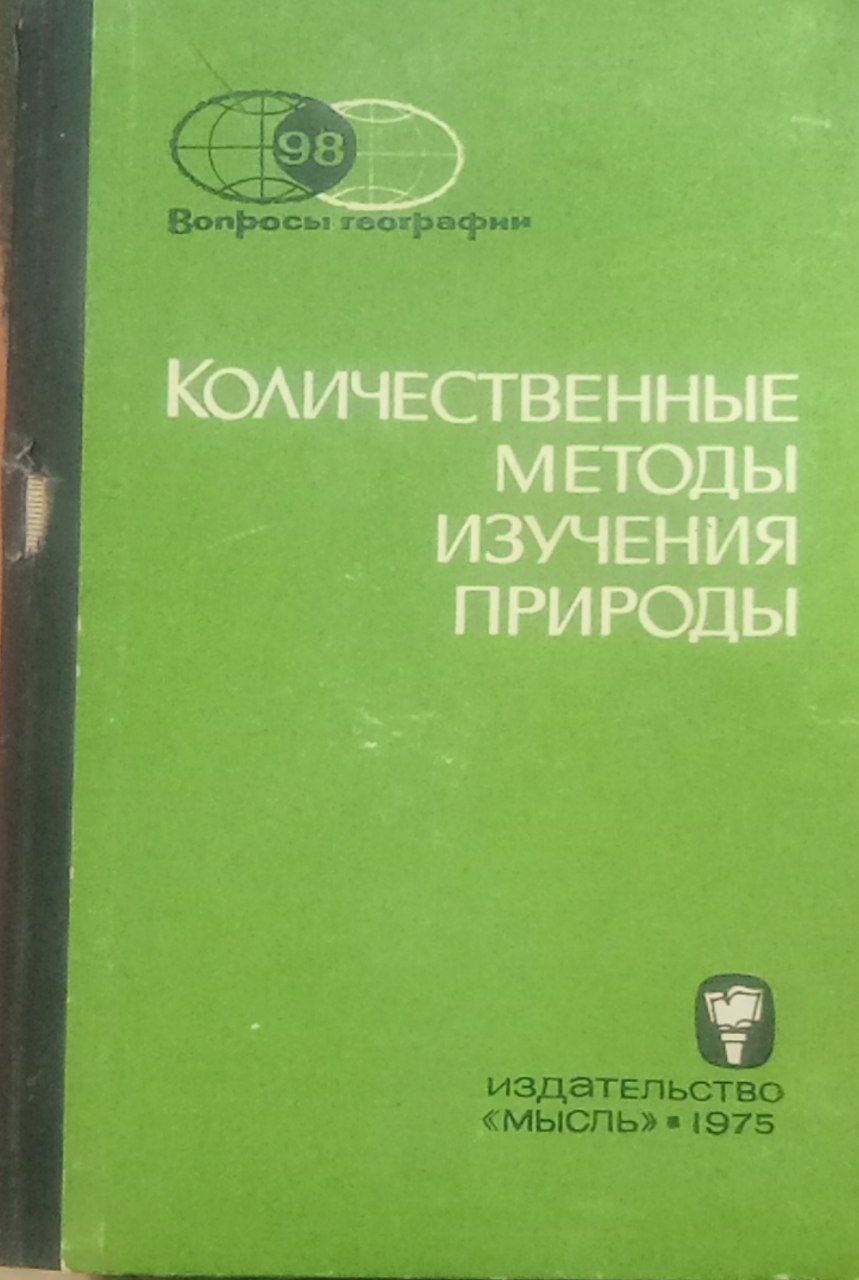 98
Вопросы географии
КОЛИЧЕСТВЕННЫЕ
МЕТОДЫ
ИЗУЧЕНИЯ
ПРИРОДЫ
ИЗДАТЕЛЬСТВО
«МЫСЛЬ» ▪ 1975